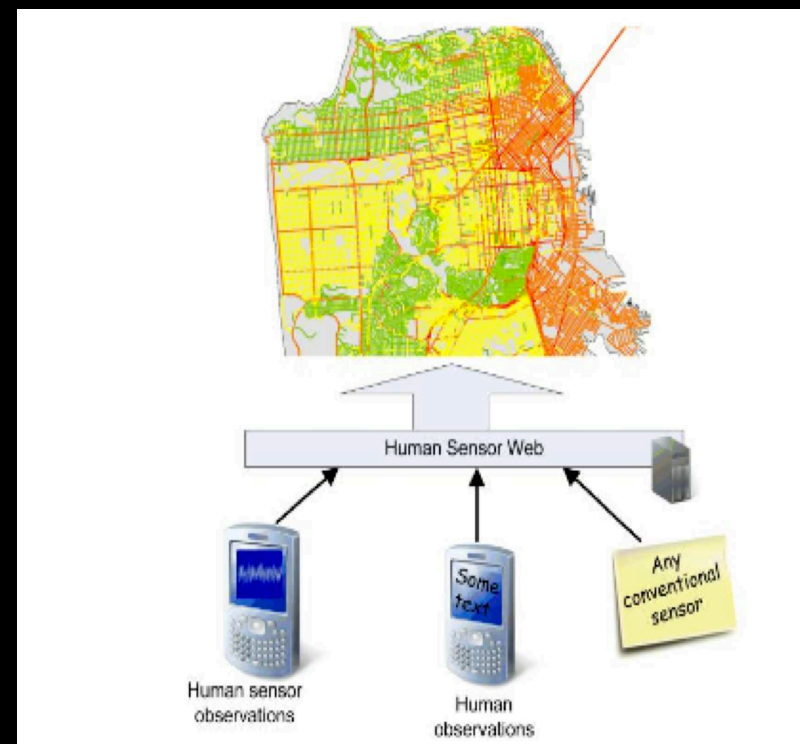 Human Sensor Web
Some
text
Any
conventional
sensor
Human sensor
observations
Human
observations